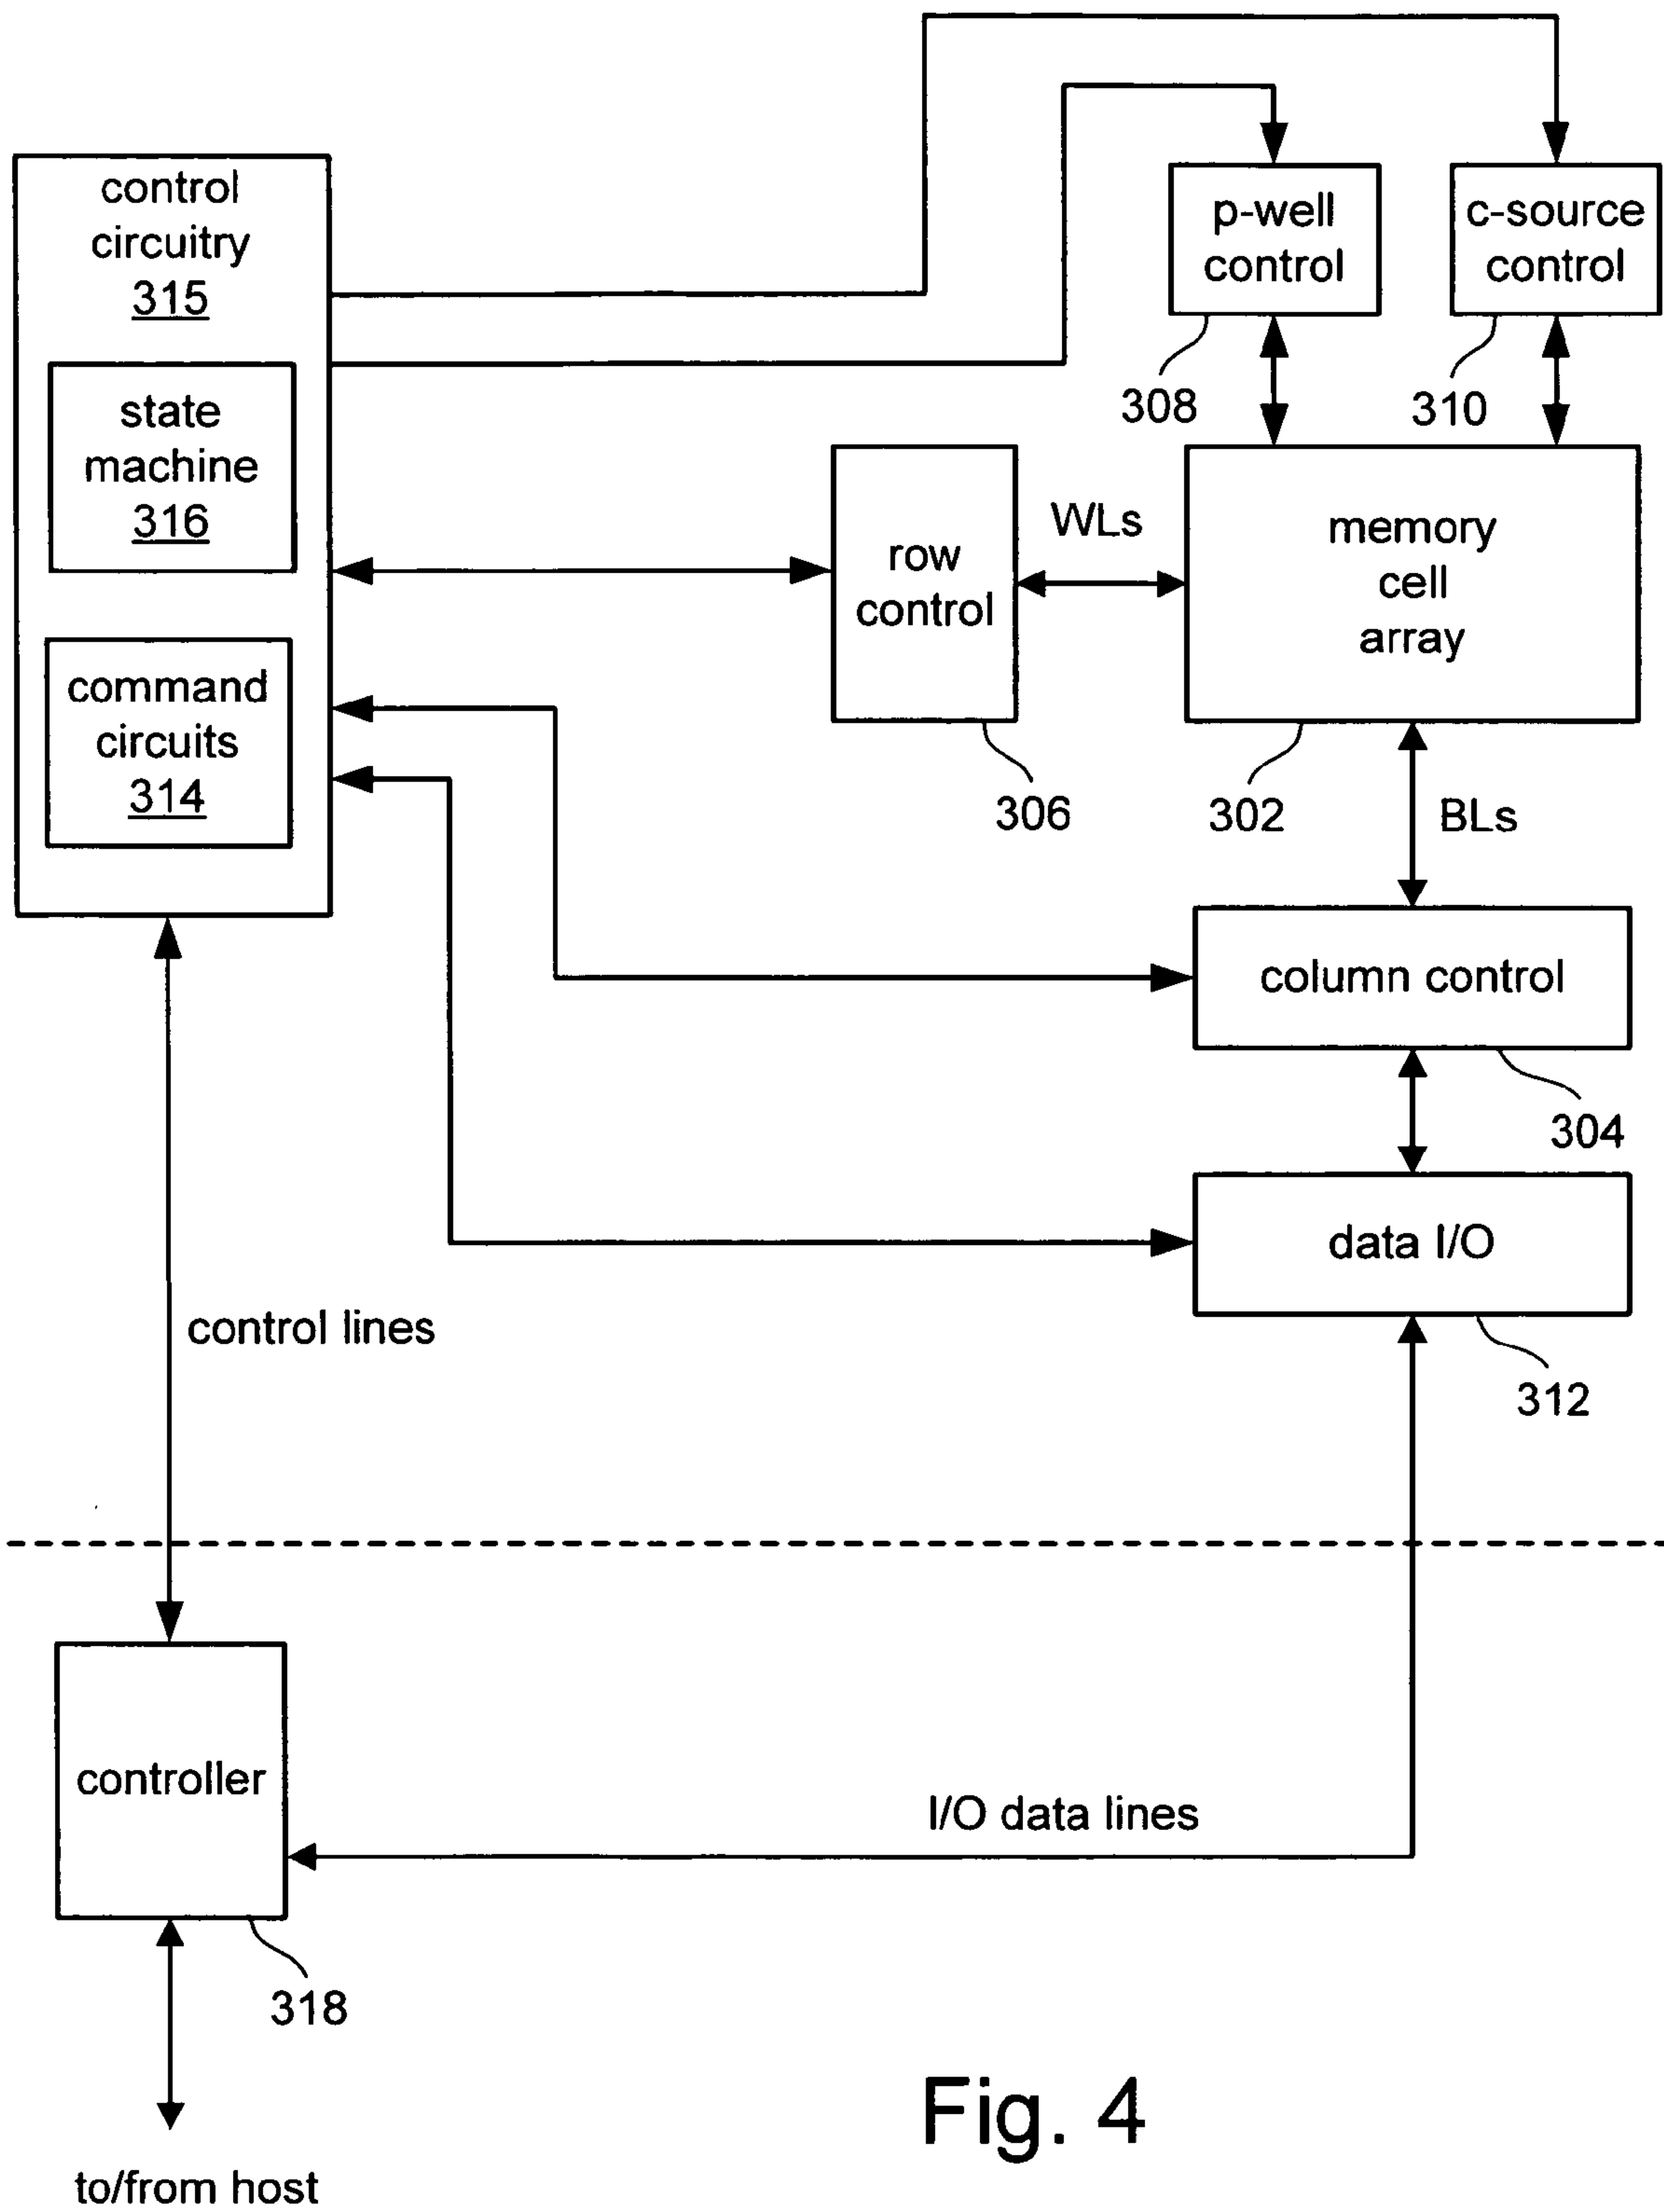 control
circuitry
315
state
machine
316
command
circuits
314
p-well
control
308
c-source
control
310
row
control
306
WLs
memory
cell
array
302
BLs
column control
304
data I/O
312
control lines
controller
318
I/O data lines
to/from host
Fig. 4